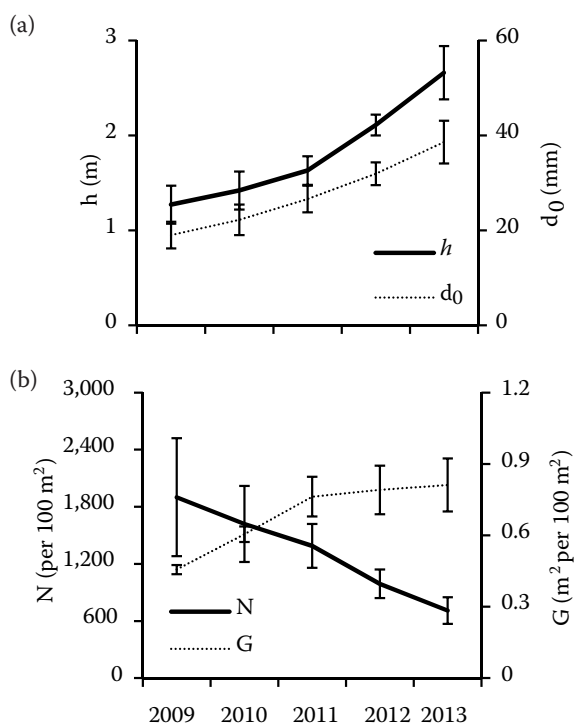 (a)
3
2
1
0
h (m)
60
40
20
0
d0 (mm)
h
d0
(b)
3,000
2,400
1,800
1,200
600
0
N (per 100 m²)
1.2
0.9
0.6
0.3
0
G (m² per 100 m²)
N
G
2009 2010 2011 2012 2013